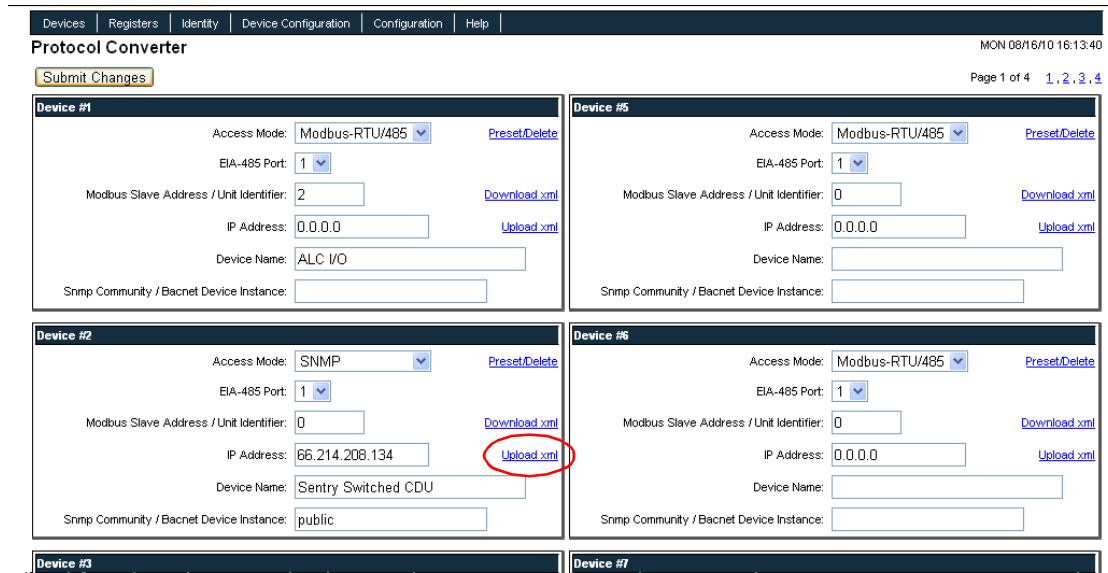 Devices Registers Identity Device Configuration Configuration Help
Protocol Converter
MON 08/16/10 16:13:40
Submit Changes
Page 1 of 4 1 , 2 , 3 , 4
Device #1
Access Mode: Modbus-RTU/485 Preset/Delete
EIA-485 Port: 1
Modbus Slave Address / Unit Identifier: 2 Download xml
IP Address: 0.0.0.0 Upload xml
Device Name: ALC I/O
Snmp Community / Bacnet Device Instance:
Device #5
Access Mode: Modbus-RTU/485 Preset/Delete
EIA-485 Port: 1
Modbus Slave Address / Unit Identifier: 0 Download xml
IP Address: 0.0.0.0 Upload xml
Device Name:
Snmp Community / Bacnet Device Instance:
Device #2
Access Mode: SNMP Preset/Delete
EIA-485 Port: 1
Modbus Slave Address / Unit Identifier: 0 Download xml
IP Address: 66.214.208.134 Upload xml
Device Name: Sentry Switched CDU
Snmp Community / Bacnet Device Instance: public
Device #6
Access Mode: Modbus-RTU/485 Preset/Delete
EIA-485 Port: 1
Modbus Slave Address / Unit Identifier: 0 Download xml
IP Address: 0.0.0.0 Upload xml
Device Name:
Snmp Community / Bacnet Device Instance:
Device #3
Device #7